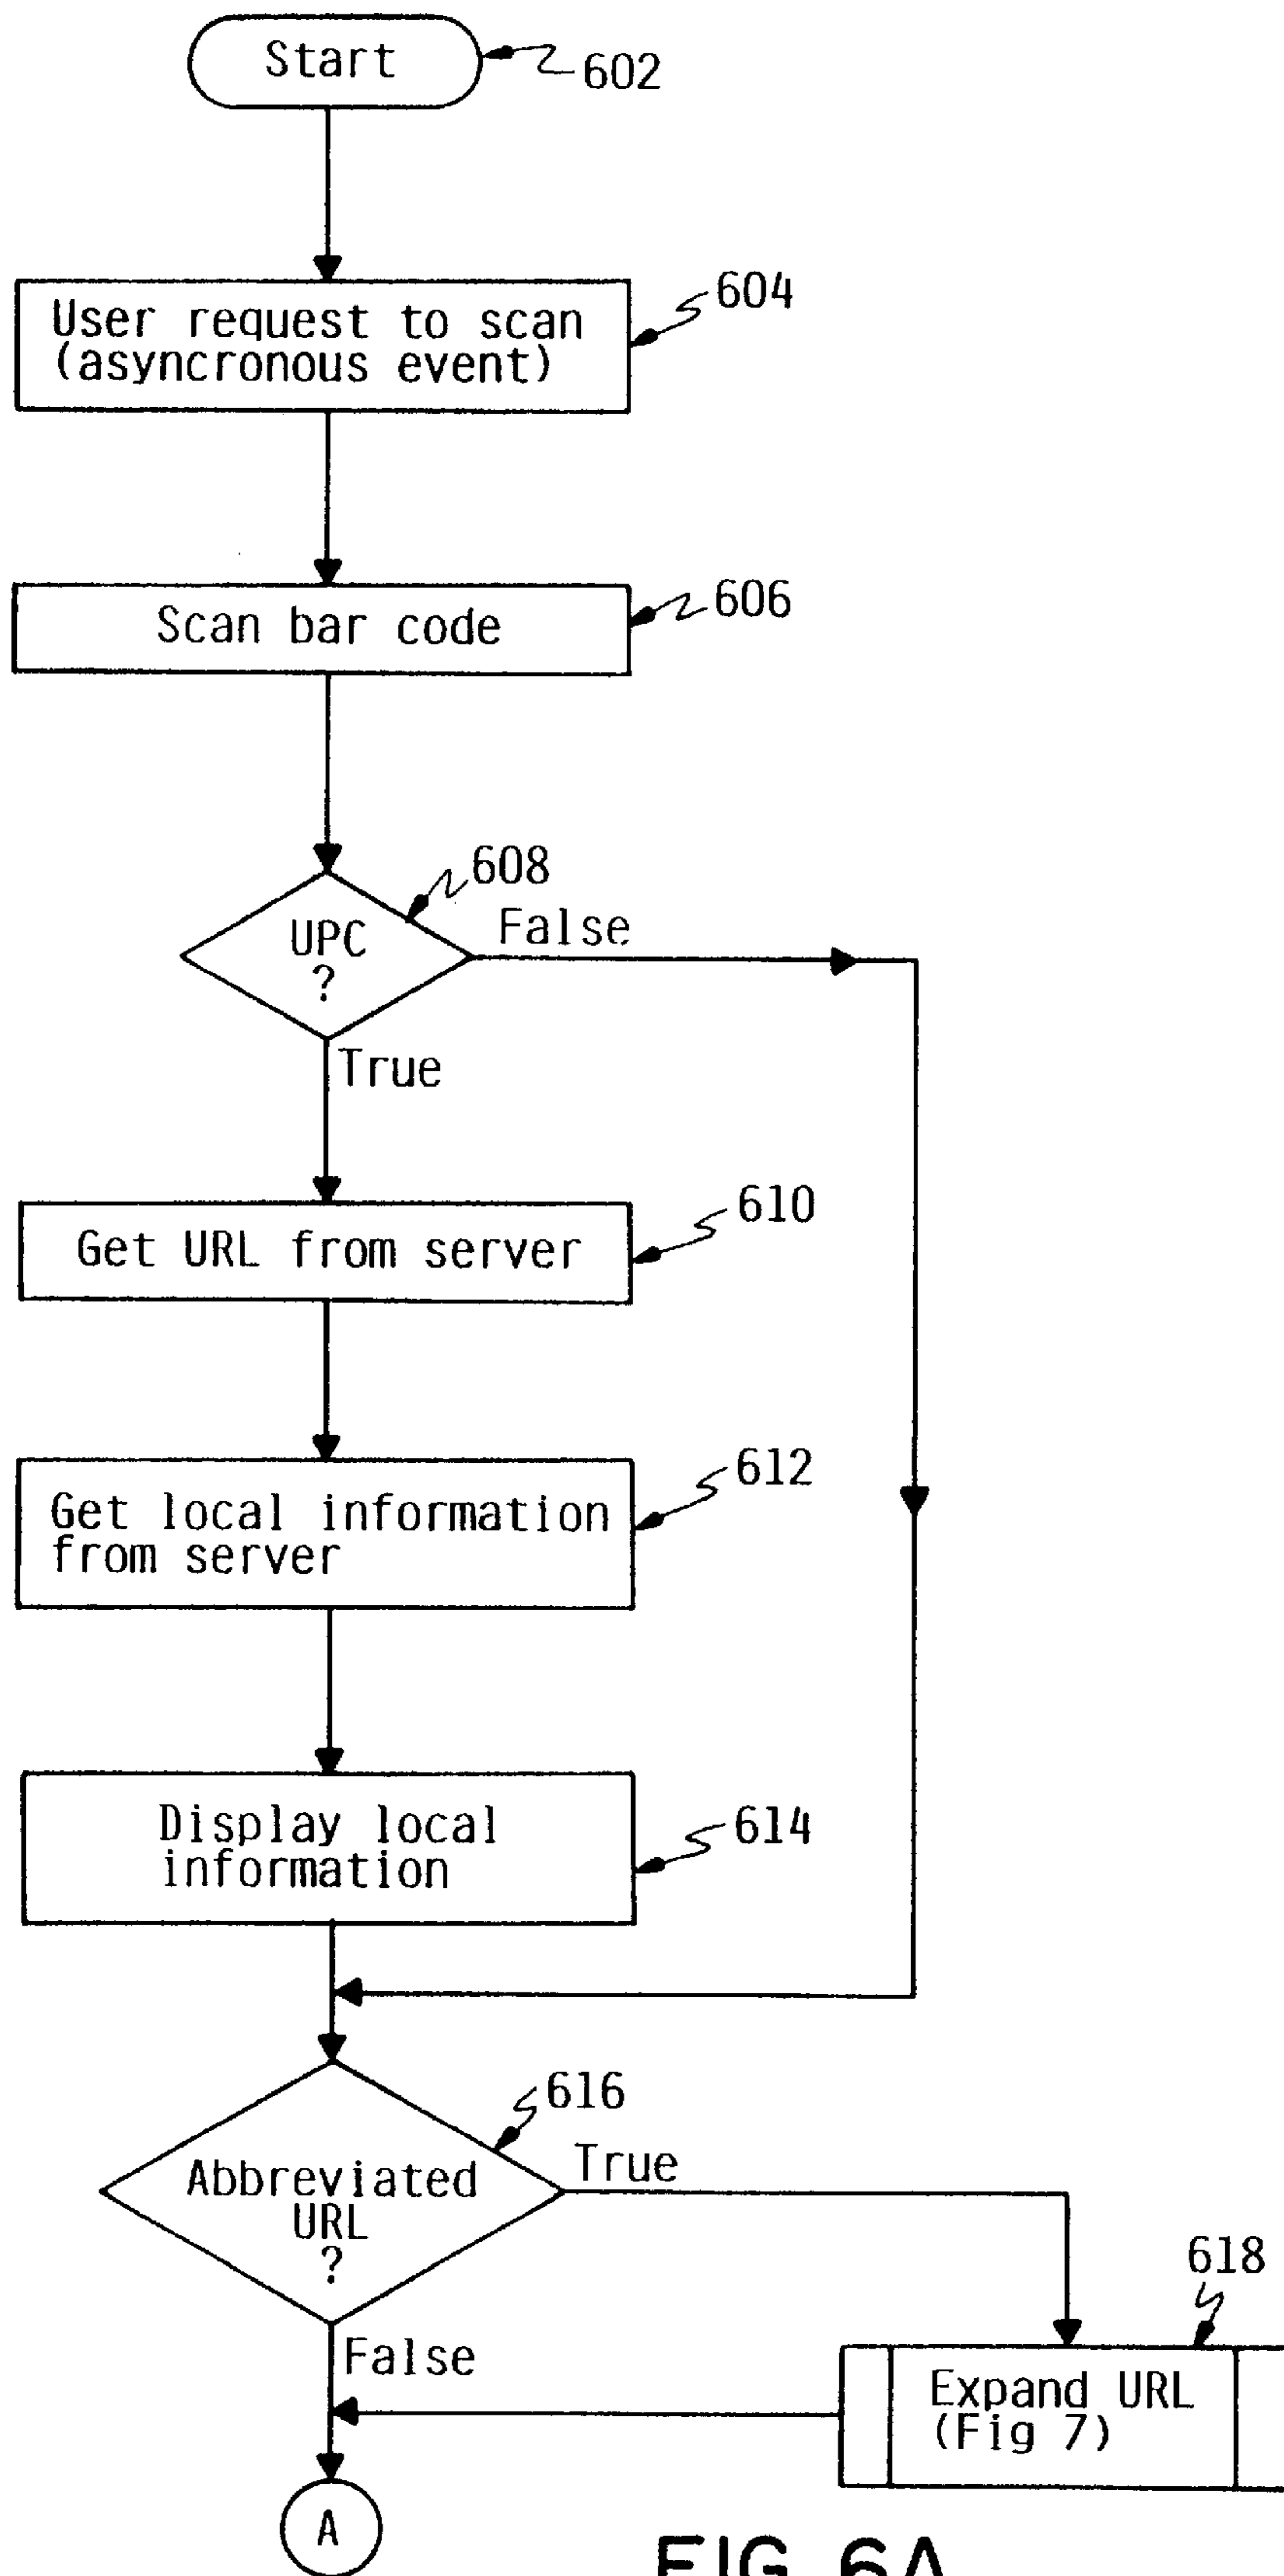 Start
602
User request to scan
(asyncronous event)
604
Scan bar code
606
608
UPC
?
False
True
Get URL from server
610
Get local information
from server
612
Display local
information
614
616
Abbreviated
URL
?
True
618
False
Expand URL
(Fig 7)
A
FIG. 6A